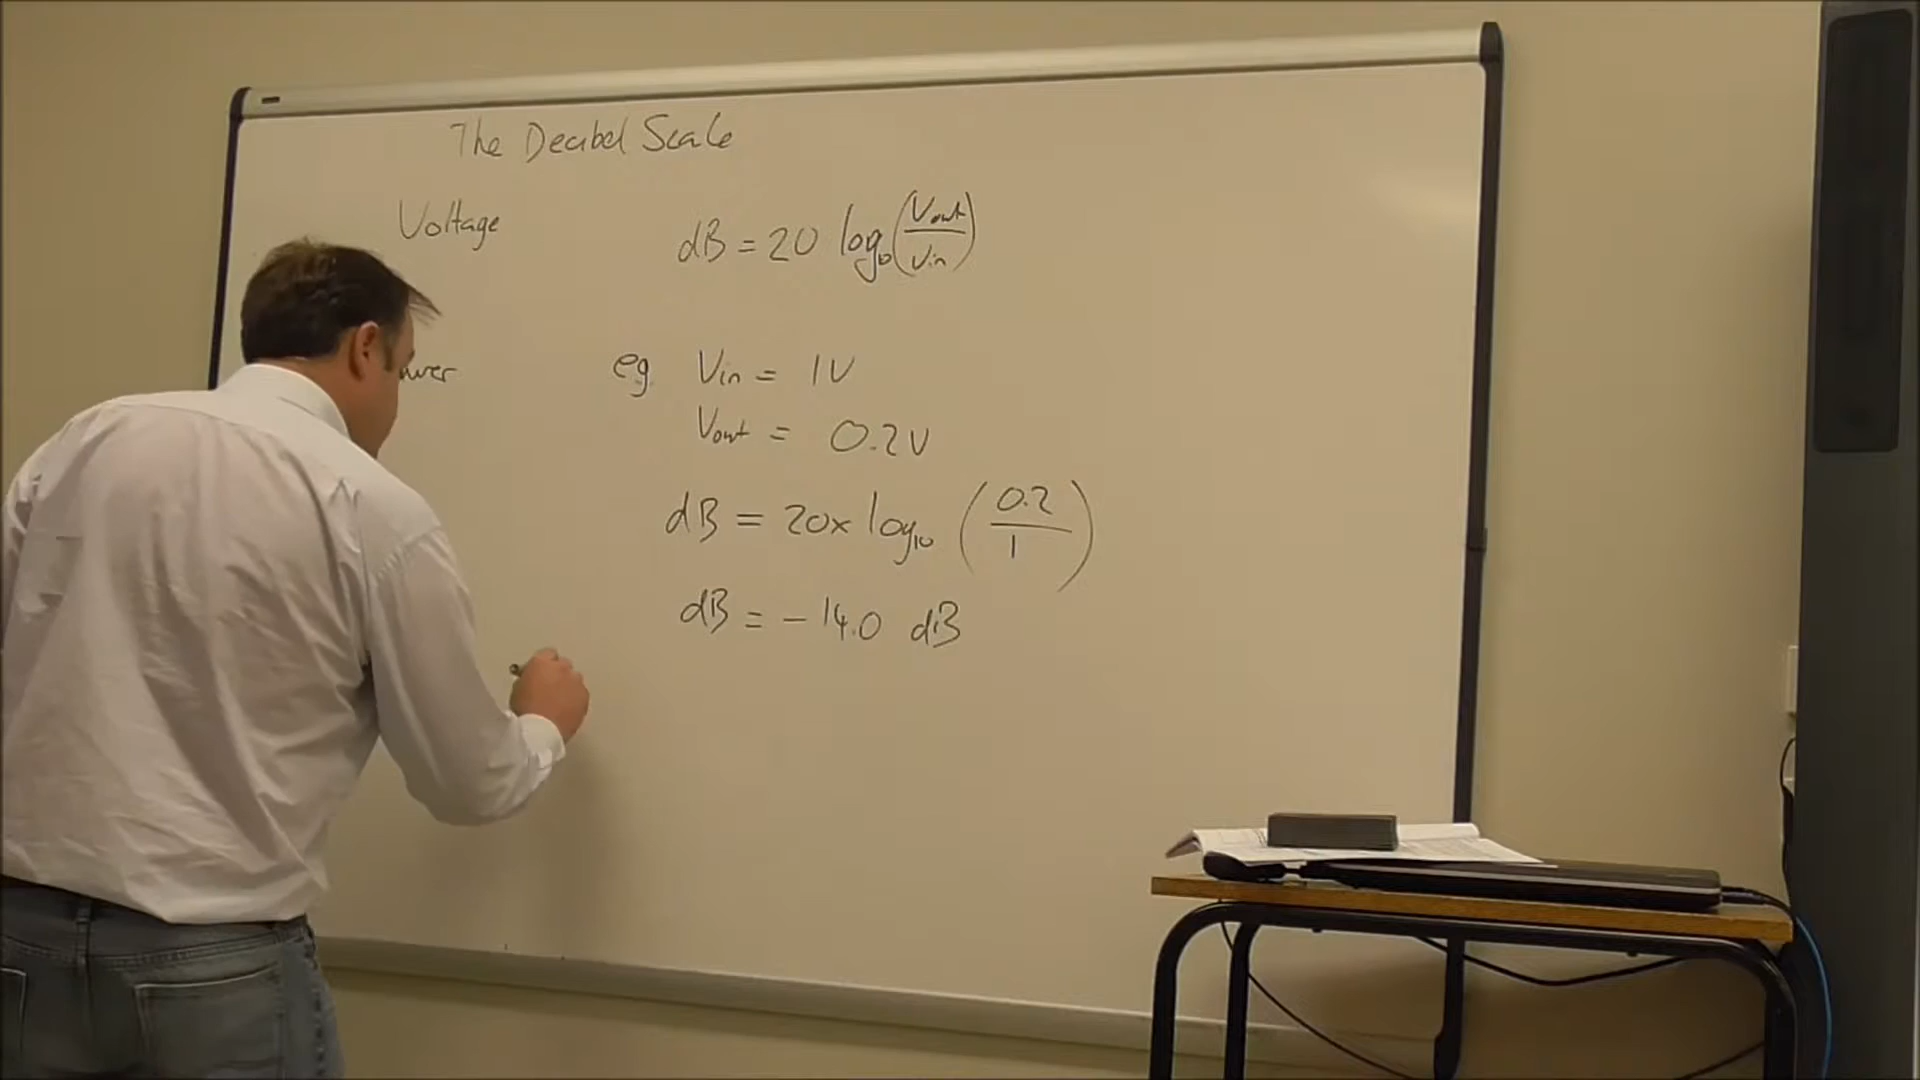 The Decibel Scale
Voltage
dB = 20 log₁₀(Vout/Vin)
eg. Vin = 1V
Vout = 0.2V
dB = 20x log₁₀ (0.2/1)
dB = -14.0 dB